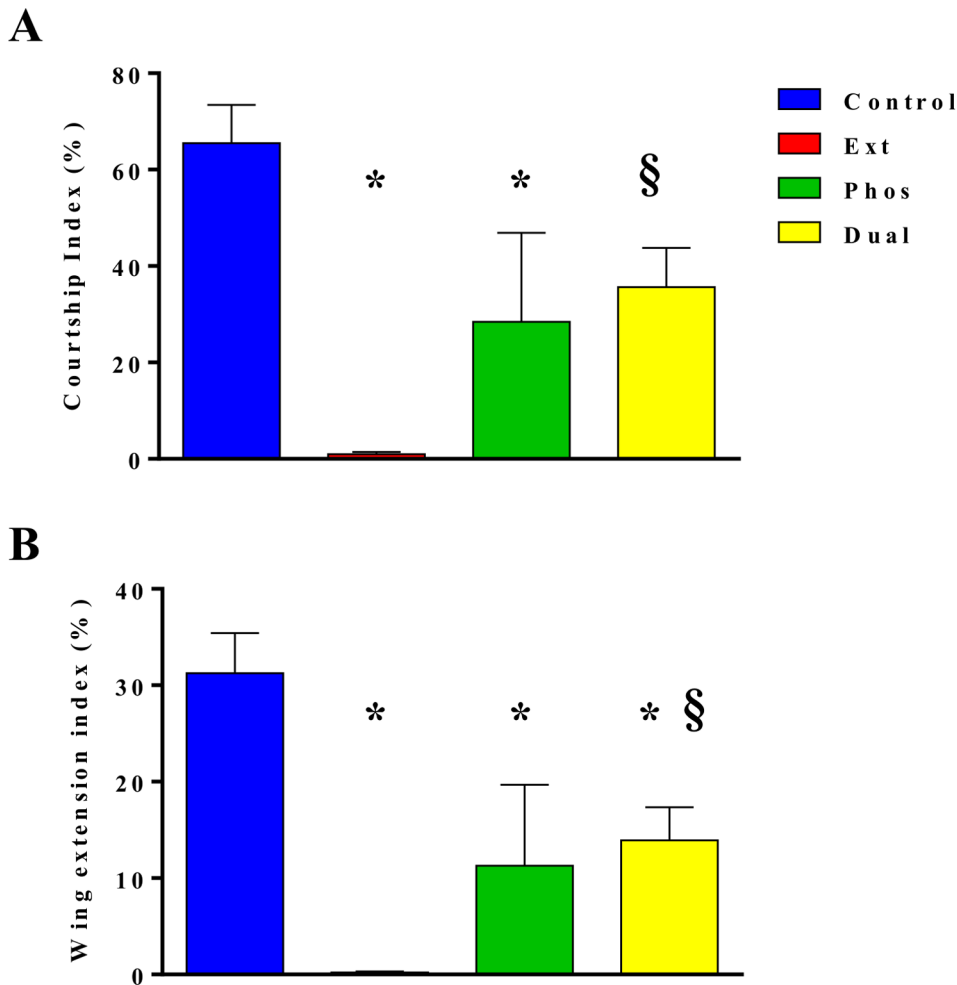 A
Courtship Index (%)
80
60
40
20
0
* * §
Control
Ext
Phos
Dual
B
Wing extension index (%)
40
30
20
10
0
* * * §